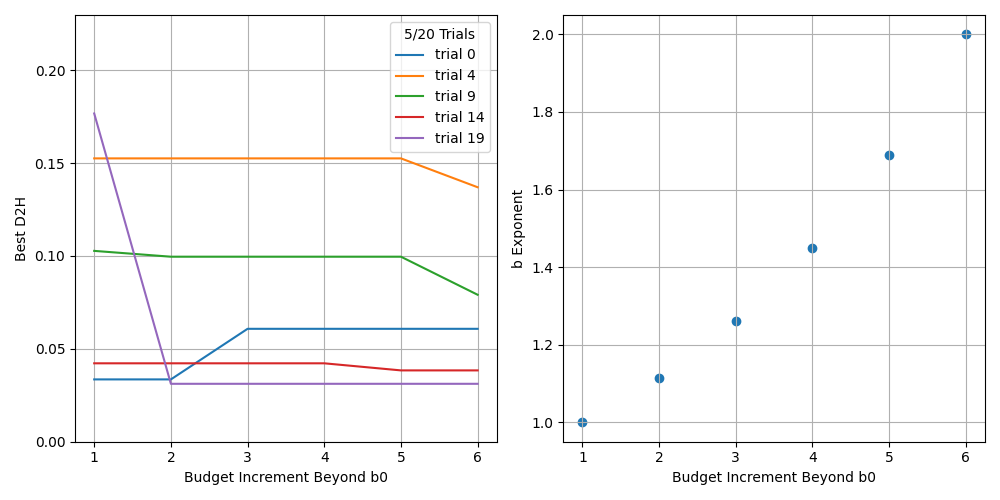 5/20 Trials
trial 0
trial 4
trial 9
trial 14
trial 19
0.20
0.15
0.10
0.05
0.00
Best D2H
1 2 3 4 5 6
Budget Increment Beyond b0
2.0
1.8
1.6
1.4
1.2
1.0
b Exponent
1 2 3 4 5 6
Budget Increment Beyond b0